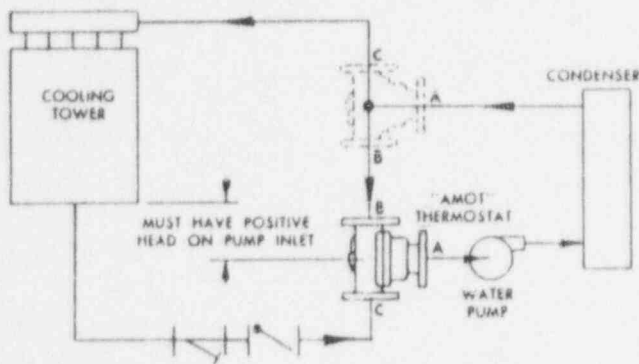 COOLING
TOWER
C
A
B
CONDENSER
MUST HAVE POSITIVE
HEAD ON PUMP INLET
B
"AMOT"
THERMOSTAT
A
C
WATER
PUMP